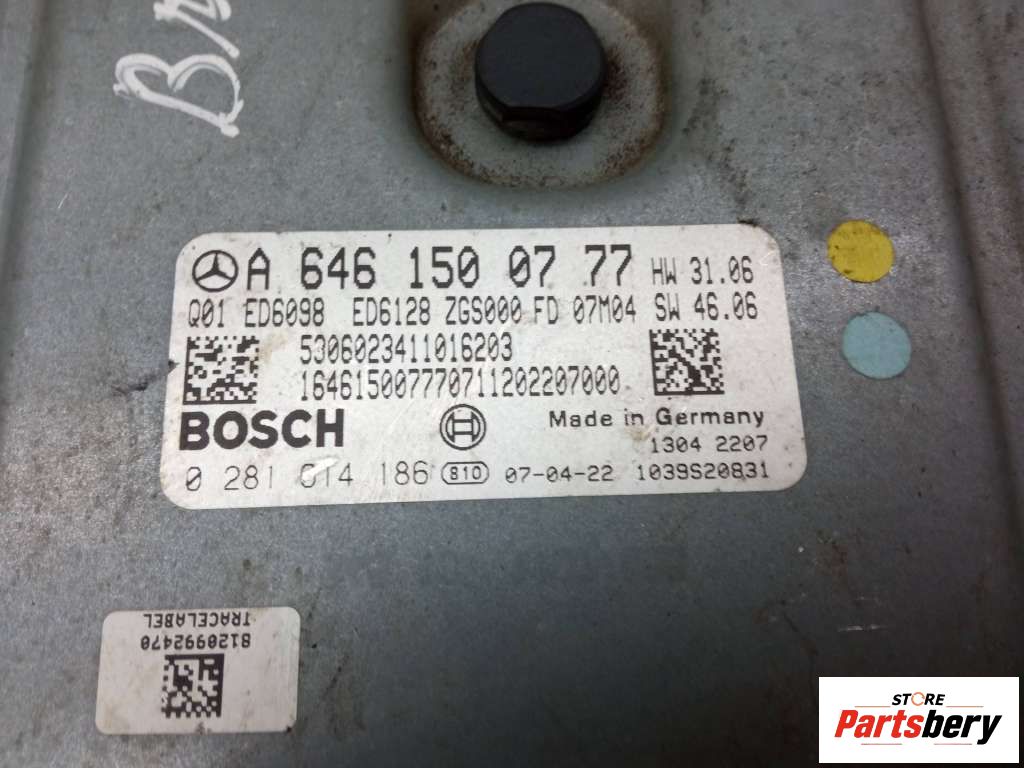 A 646 150 07 77 HW 31.06
Q01 ED6098 ED6128 ZGS000 FD 07M04 SW 46.06
5306023411016203
1646150077707112022207000
BOSCH
Made in Germany
1304 2207
0 281 014 186 810 07-04-22 1039S20831
TRACELABEL
8120992470
STORE
Partsbery